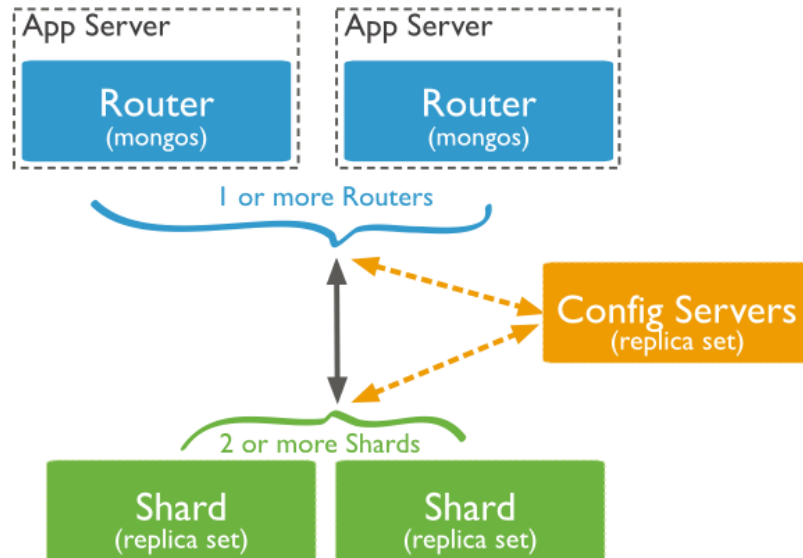 App Server
Router
(mongos)
App Server
Router
(mongos)
1 or more Routers
Config Servers
(replica set)
2 or more Shards
Shard
(replica set)
Shard
(replica set)